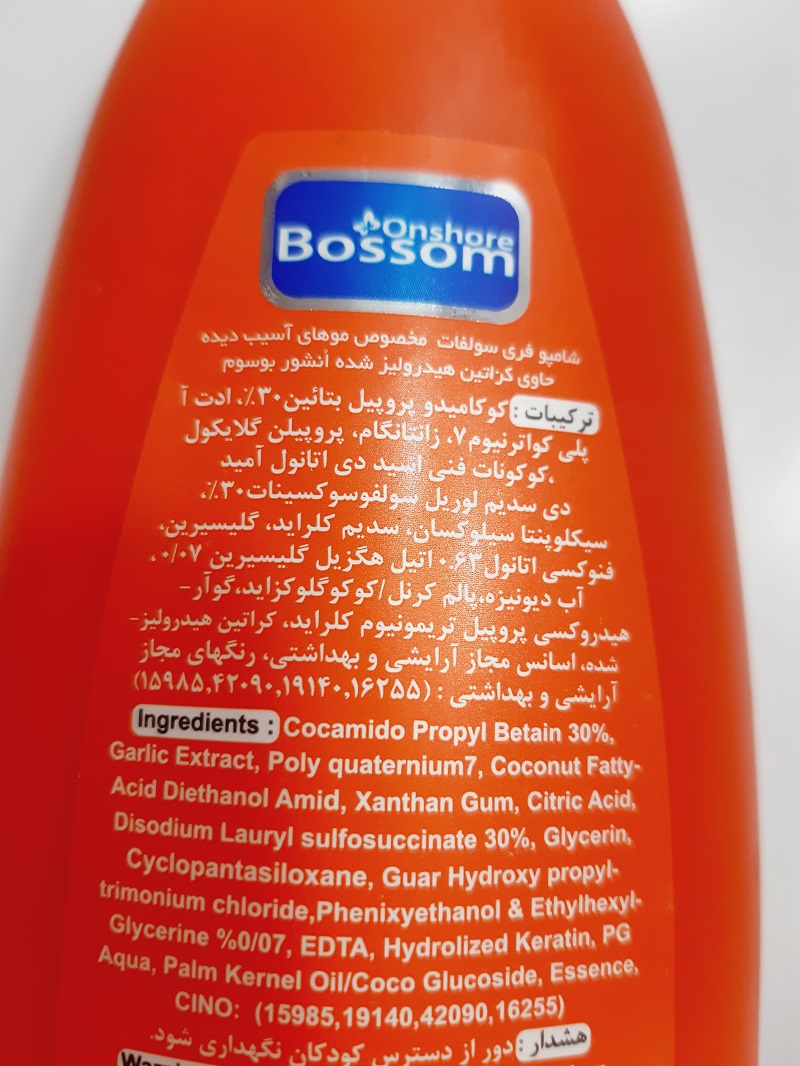 Onshore
Bossom
شامپو فری سولفات مخصوص موهای آسیب دیده
حاوی کراتین هیدرولیز شده اُنشور بوسوم
ترکیبات : کوکامیدو پروپیل بتائین۳۰٪، ادت آ
پلی کواترنیوم۷، زانتانگام، پروپیلن گلایکول
،کوکونات فتی اسید دی اتانول آمید
دی سدیم لوریل سولفوسوکسینات۳۰٪،
سیکلوپنتا سیلوکسان، سدیم کلراید، گلیسیرین،
فنوکسی اتانول۰.۶۳ اتیل هگزیل گلیسیرین ۰/۰۷ ،
آب دیونیزه،پالم کرنل/کوکوگلوکزاید،گوآر-
هیدروکسی پروپیل تریمونیوم کلراید، کراتین هیدرولیز-
شده، اسانس مجاز آرایشی و بهداشتی، رنگهای مجاز
آرایشی و بهداشتی : (۱۵۹۸۵,۴۲۰۹۰,۱۹۱۴۰,۱۶۲۵۵)
Ingredients : Cocamido Propyl Betain 30%,
Garlic Extract, Poly quaternium7, Coconut Fatty-
Acid Diethanol Amid, Xanthan Gum, Citric Acid,
Disodium Lauryl sulfosuccinate 30%, Glycerin,
Cyclopantasiloxane, Guar Hydroxy propyl-
trimonium chloride,Phenixyethanol & Ethylhexyl-
Glycerine %0/07, EDTA, Hydrolized Keratin, PG
Aqua, Palm Kernel Oil/Coco Glucoside, Essence,
CINO: (15985,19140,42090,16255)
هشدار : دور از دسترس کودکان نگهداری شود.